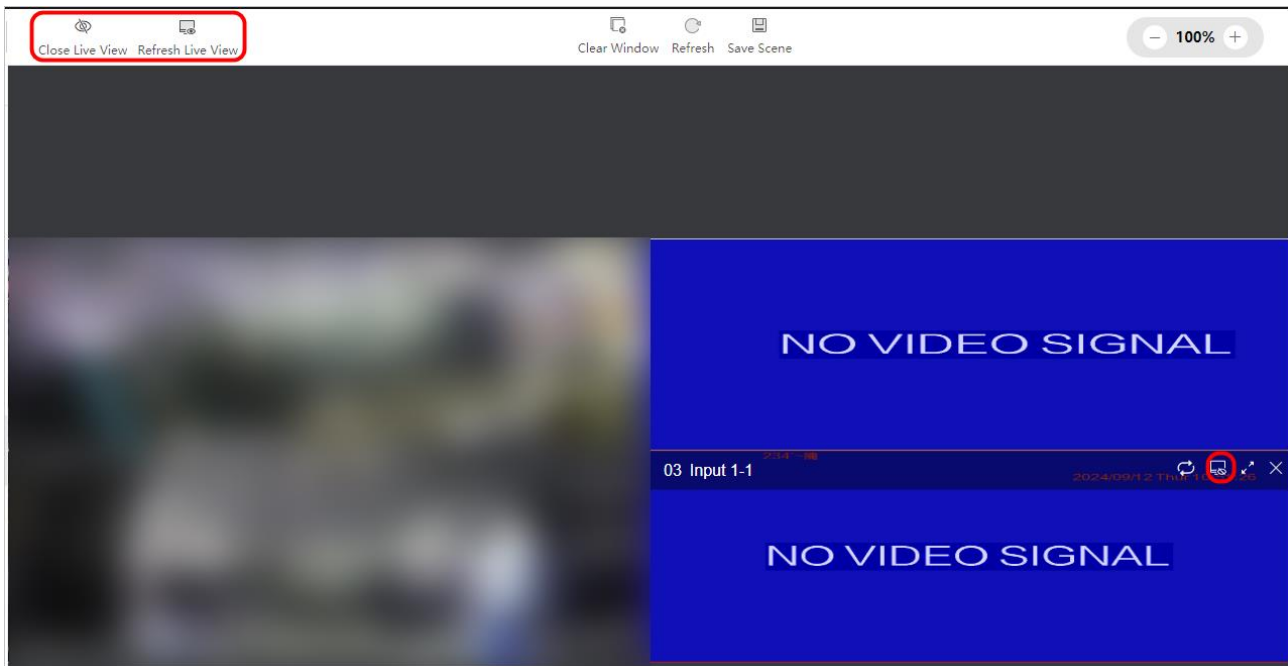 Close Live View Refresh Live View Clear Window Refresh Save Scene 100%
NO VIDEO SIGNAL
03 Input 1-1
2024/09/12 Thur
NO VIDEO SIGNAL